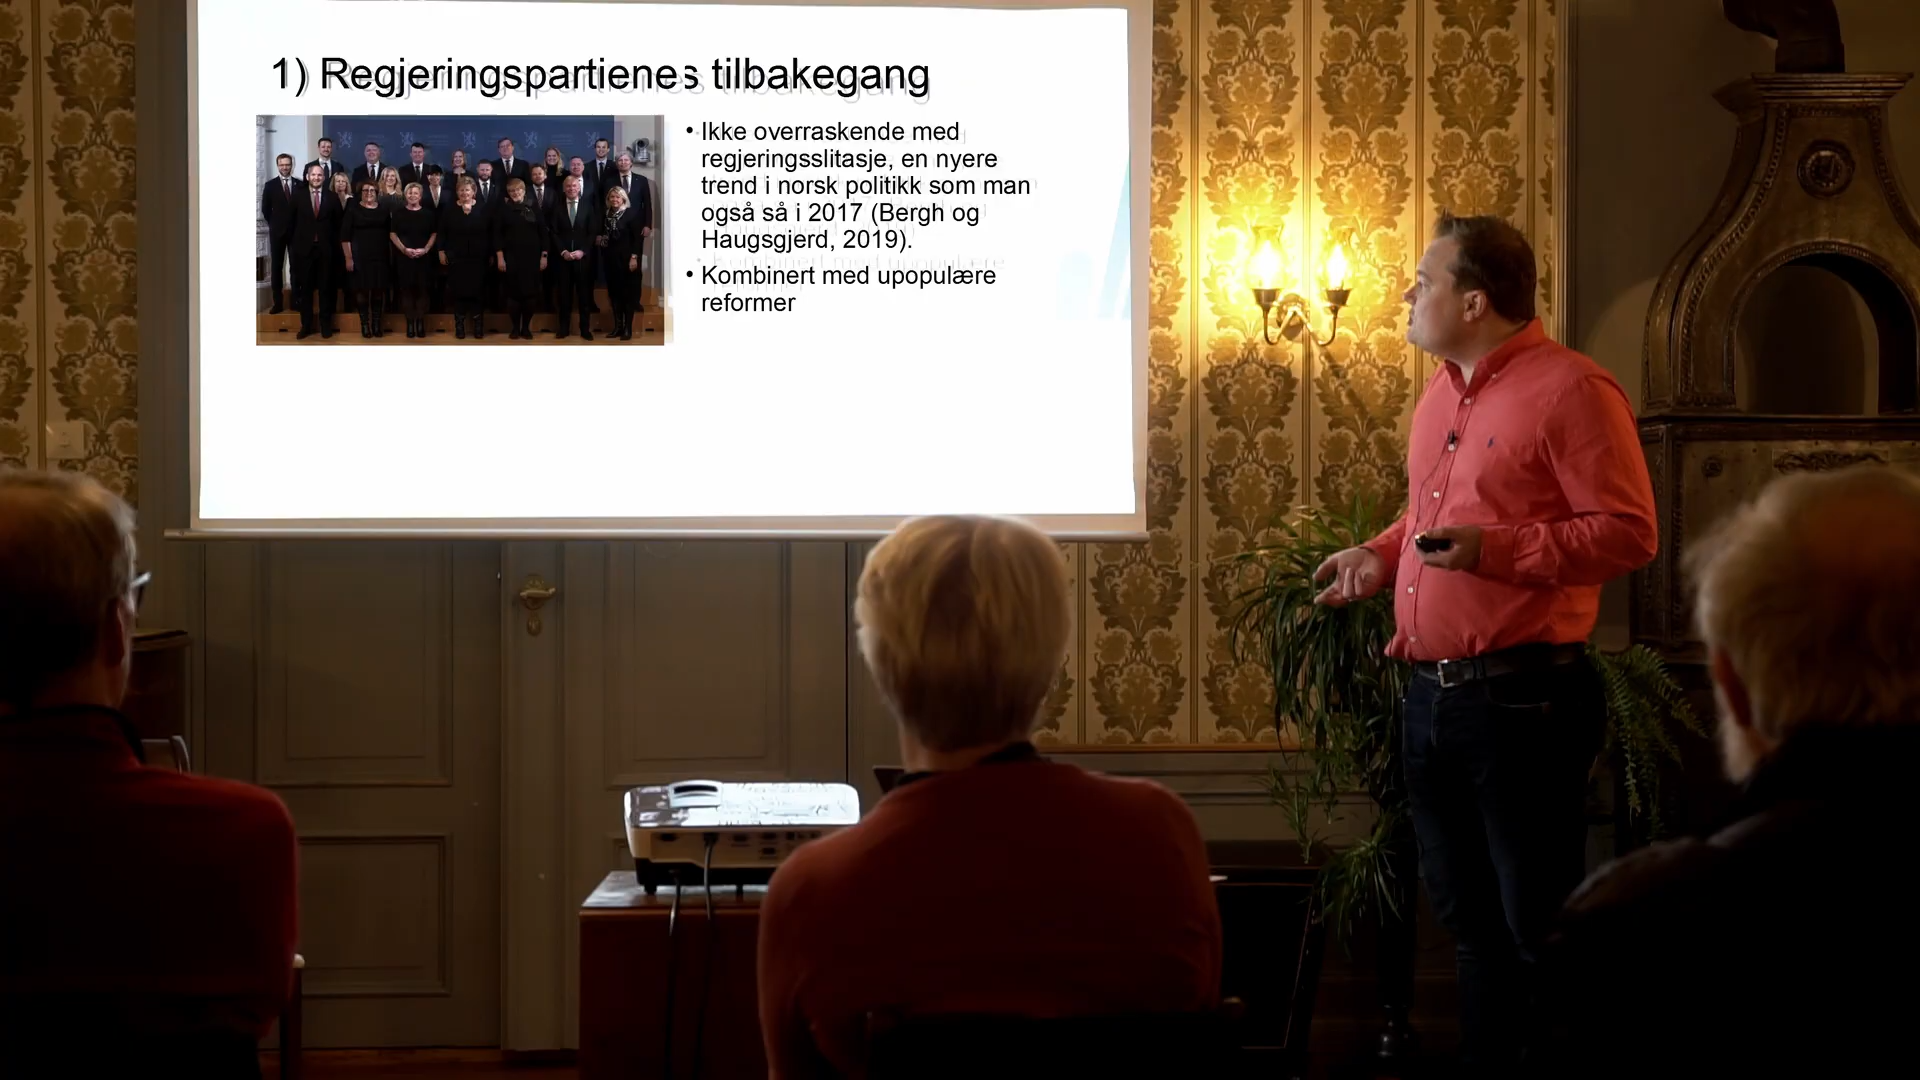 1) Regjeringspartienes tilbakegang
• Ikke overraskende med
regjeringsslitasje, en nyere
trend i norsk politikk som man
også så i 2017 (Bergh og
Haugsgjerd, 2019).
• Kombinert med upopulære
reformer